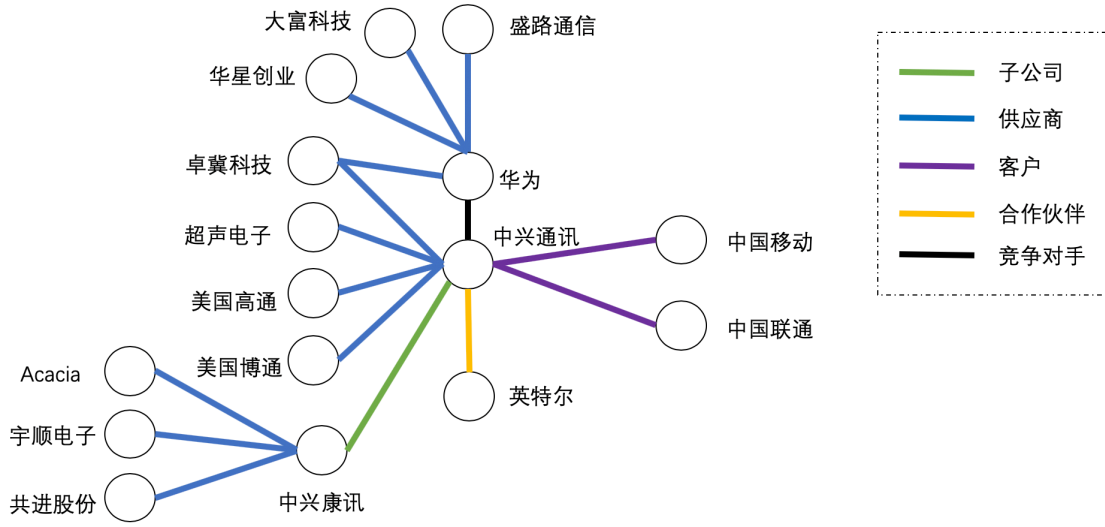 大富科技
盛路通信
华星创业
卓冀科技
华为
超声电子
中兴通讯
美国高通
美国博通
中国移动
中国联通
英特尔
Acacia
宇顺电子
共进股份
中兴康讯
子公司
供应商
客户
合作伙伴
竞争对手